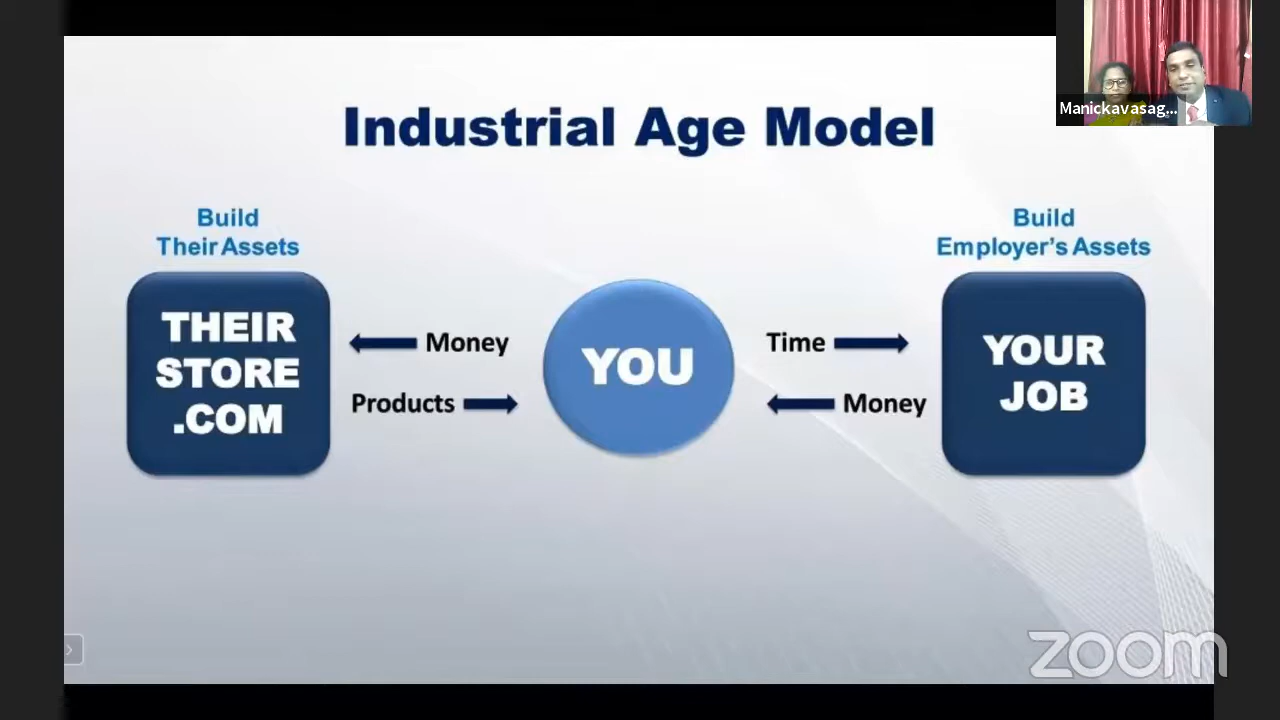 Manickavasag...
Industrial Age Model
Build
Their Assets
THEIR
STORE
.COM
Money
Products
YOU
Time
Money
Build
Employer's Assets
YOUR
JOB
zoom